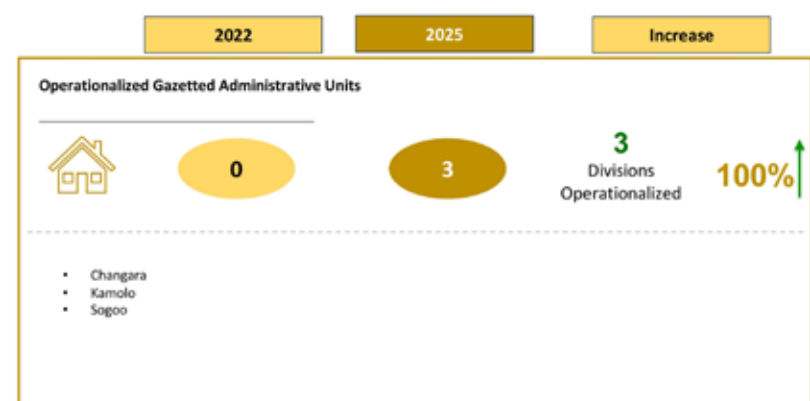 2022 2025 Increase
Operationalized Gazetted Administrative Units
0 3 3 100%
Divisions
Operationalized
• Changara
• Kamolo
• Sogoo